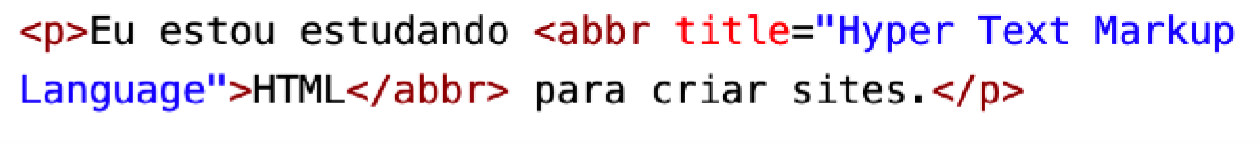 <p>Eu estou estudando <abbr title="Hyper Text Markup
Language">HTML</abbr> para criar sites.</p>